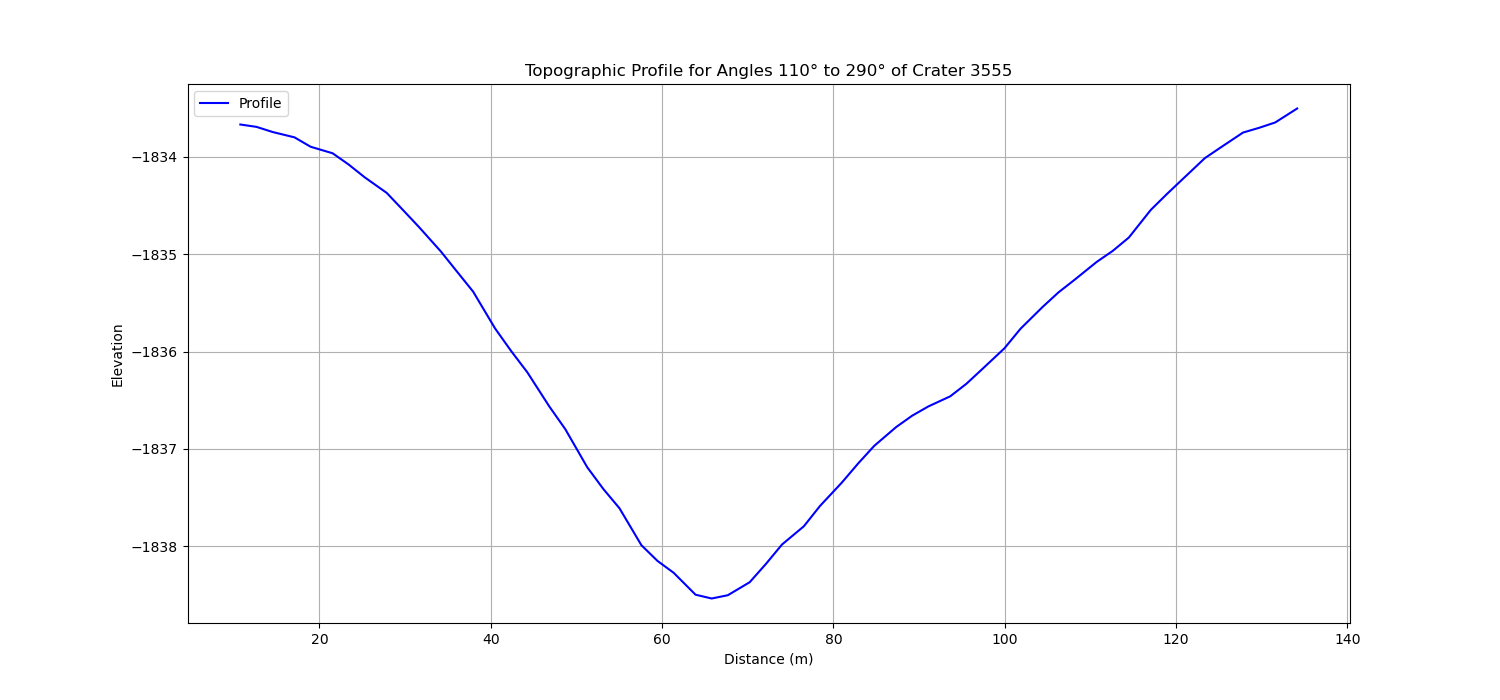 Topographic Profile for Angles 110° to 290° of Crater 3555
Profile
−1834
−1835
−1836
−1837
−1838
Elevation
20 40 60 80 100 120 140
Distance (m)